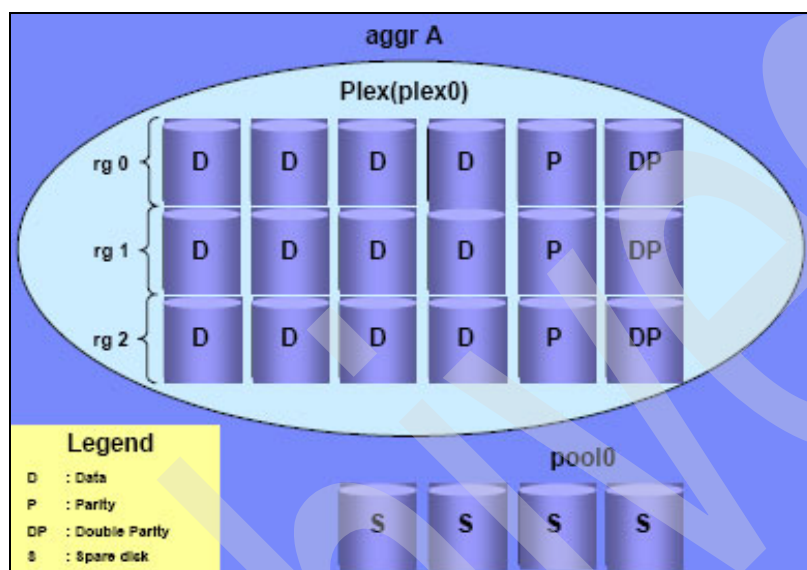 aggr A
Plex(plex0)
rg 0 D D D D P DP
rg 1 D D D D P DP
rg 2 D D D D P DP
Legend
D : Data
P : Parity
DP : Double Parity
S : Spare disk
pool0
S S S S